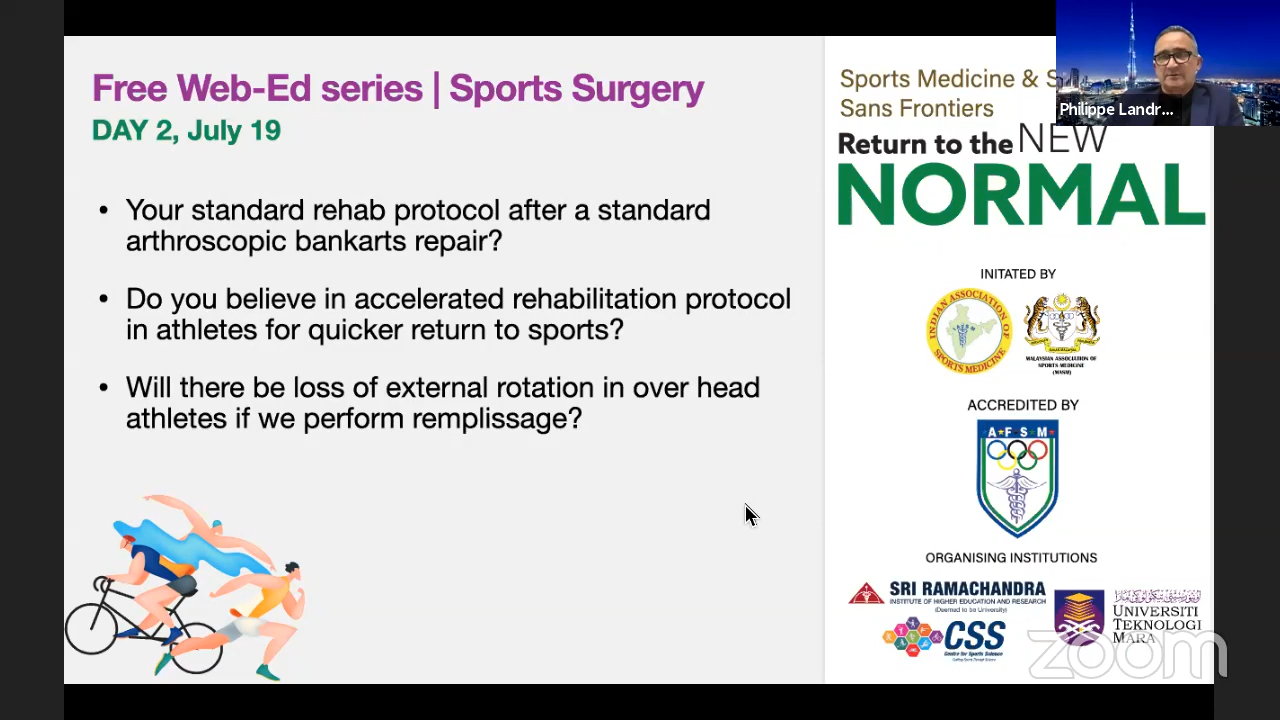 Free Web-Ed series | Sports Surgery
DAY 2, July 19
• Your standard rehab protocol after a standard
arthroscopic bankarts repair?
• Do you believe in accelerated rehabilitation protocol
in athletes for quicker return to sports?
• Will there be loss of external rotation in over head
athletes if we perform remplissage?
Sports Medicine & S
Sans Frontiers
Philippe Landr...
Return to the NEW
NORMAL
INITATED BY
INDIAN ASSOCIATION OF
SPORTS MEDICINE
MALAYSIAN ASSOCIATION OF
SPORTS MEDICINE
(MASM)
ACCREDITED BY
A★F★S★M
ORGANISING INSTITUTIONS
SRI RAMACHANDRA
INSTITUTE OF HIGHER EDUCATION AND RESEARCH
(Deemed to be University)
CSS
Centre for Sports Science
UNIVERSITI
TEKNOLOGI
MARA
zoom